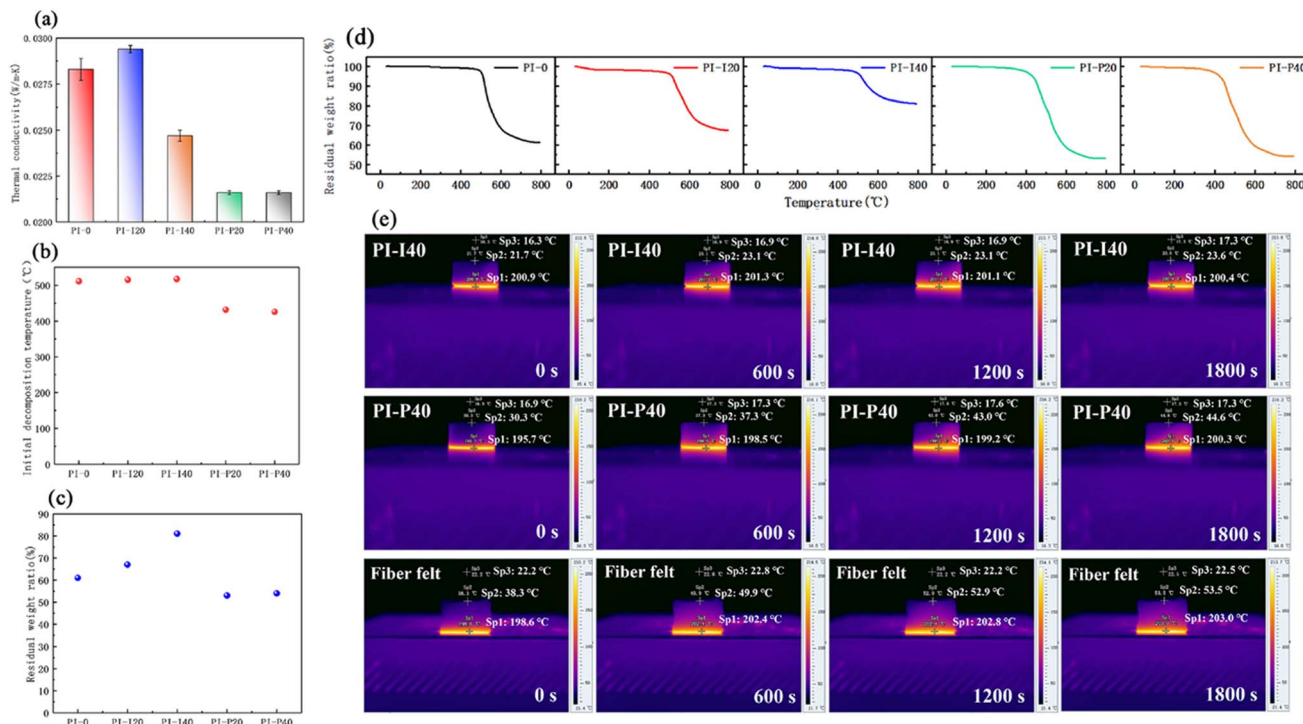 (a)
Thermal conductivity(W/m-K)
0.0300
0.0275
0.0250
0.0225
0.0200
PI-0 PI-I20 PI-I40 PI-P20 PI-P40
(b)
Initial decomposition temperature (℃)
500
400
300
200
100
0
PI-0 PI-I20 PI-I40 PI-P20 PI-P40
(c)
Residual weight ratio(%)
90
80
70
60
50
40
30
20
10
0
PI-0 PI-I20 PI-I40 PI-P20 PI-P40
(d)
Residual weight ratio(%)
100
90
80
70
60
50
PI-0 PI-I20 PI-I40 PI-P20 PI-P40
0 200 400 600 800 0 200 400 600 800 0 200 400 600 800 0 200 400 600 800 0 200 400 600 800
Temperature(℃)
(e)
PI-I40
Sp3: 16.3 °C
Sp2: 21.7 °C
Sp1: 200.9 °C
0 s
PI-I40
Sp3: 16.9 °C
Sp2: 23.1 °C
Sp1: 201.3 °C
600 s
PI-I40
Sp3: 16.9 °C
Sp2: 23.1 °C
Sp1: 201.1 °C
1200 s
PI-I40
Sp3: 17.3 °C
Sp2: 23.6 °C
Sp1: 200.4 °C
1800 s
PI-P40
Sp3: 16.9 °C
Sp2: 30.3 °C
Sp1: 195.7 °C
0 s
PI-P40
Sp3: 17.3 °C
Sp2: 37.3 °C
Sp1: 198.5 °C
600 s
PI-P40
Sp3: 17.6 °C
Sp2: 43.0 °C
Sp1: 199.2 °C
1200 s
PI-P40
Sp3: 17.3 °C
Sp2: 44.6 °C
Sp1: 200.3 °C
1800 s
Fiber felt
Sp3: 22.2 °C
Sp2: 38.3 °C
Sp1: 198.6 °C
0 s
Fiber felt
Sp3: 22.8 °C
Sp2: 49.9 °C
Sp1: 202.4 °C
600 s
Fiber felt
Sp3: 22.2 °C
Sp2: 52.9 °C
Sp1: 202.8 °C
1200 s
Fiber felt
Sp3: 22.5 °C
Sp2: 53.5 °C
Sp1: 203.0 °C
1800 s